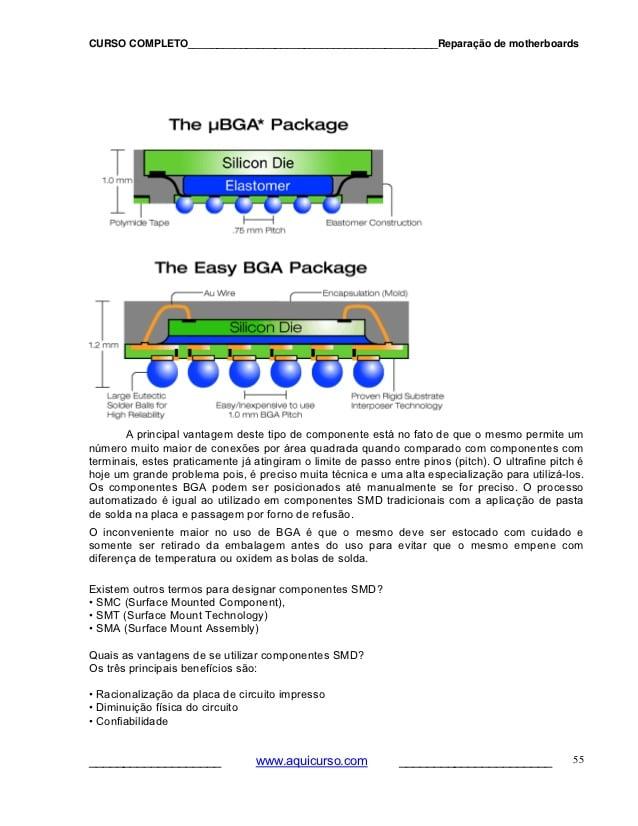 CURSO COMPLETO___________________________________________Reparação de motherboards
The µBGA* Package
Silicon Die
1.0 mm
Elastomer
Polymide Tape
.75 mm Pitch
Elastomer Construction
The Easy BGA Package
Au Wire
Encapsulation (Mold)
Silicon Die
1.2 mm
Large Eutectic
Solder Balls for
High Reliability
Easy/Inexpensive to use
1.0 mm BGA Pitch
Proven Rigid Substrate
Interposer Technology
A principal vantagem deste tipo de componente está no fato de que o mesmo permite um
número muito maior de conexões por área quadrada quando comparado com componentes com
terminais, estes praticamente já atingiram o limite de passo entre pinos (pitch). O ultrafine pitch é
hoje um grande problema pois, é preciso muita técnica e uma alta especialização para utilizá-los.
Os componentes BGA podem ser posicionados até manualmente se for preciso. O processo
automatizado é igual ao utilizado em componentes SMD tradicionais com a aplicação de pasta
de solda na placa e passagem por forno de refusão.
O inconveniente maior no uso de BGA é que o mesmo deve ser estocado com cuidado e
somente ser retirado da embalagem antes do uso para evitar que o mesmo empene com
diferença de temperatura ou oxidem as bolas de solda.
Existem outros termos para designar componentes SMD?
• SMC (Surface Mounted Component),
• SMT (Surface Mount Technology)
• SMA (Surface Mount Assembly)
Quais as vantagens de se utilizar componentes SMD?
Os três principais benefícios são:
• Racionalização da placa de circuito impresso
• Diminuição física do circuito
• Confiabilidade
___________________ www.aquicurso.com ______________________ 55